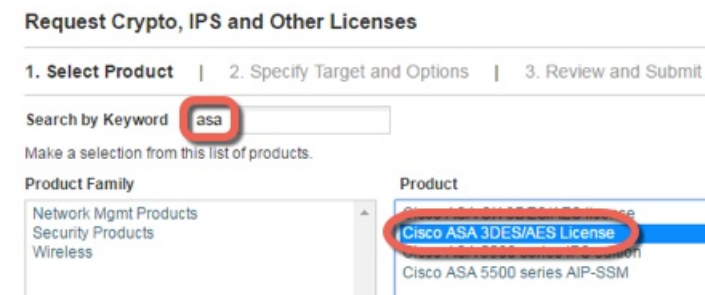 Request Crypto, IPS and Other Licenses
1. Select Product | 2. Specify Target and Options | 3. Review and Submit
Search by Keyword asa
Make a selection from this list of products.
Product Family
Network Mgmt Products
Security Products
Wireless
Product
Cisco ASA 3DES/AES License
Cisco ASA 5500 series AIP-SSM